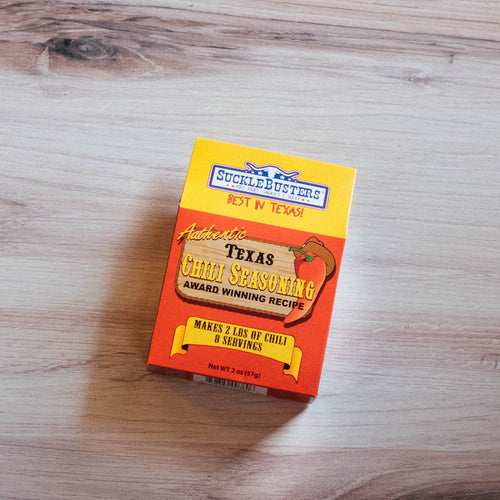 SUCKLEBUSTERS
BEST IN TEXAS!
Authentic
TEXAS
CHILI SEASONING
AWARD WINNING RECIPE
MAKES 2 LBS OF CHILI
8 SERVINGS
Net WT 2 oz (57g)